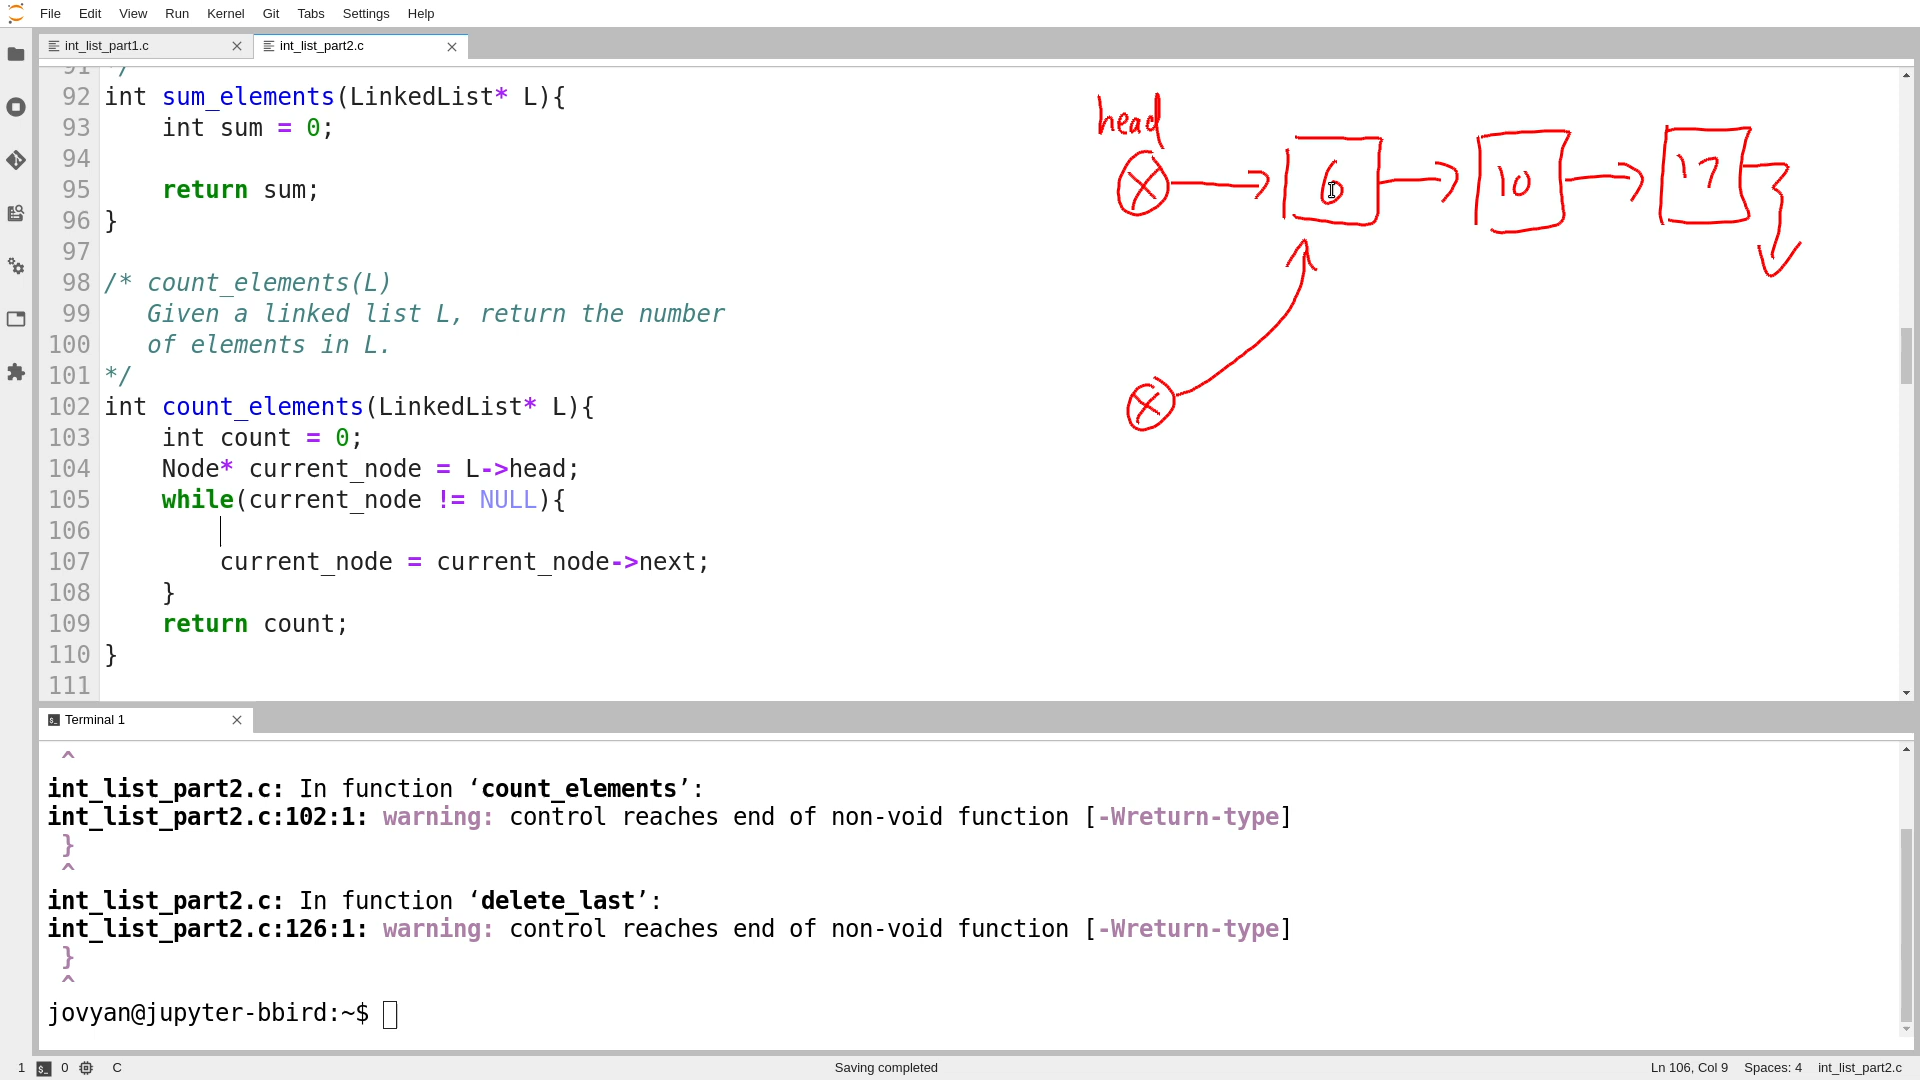 File Edit View Run Kernel Git Tabs Settings Help
int_list_part1.c int_list_part2.c
91 */
92 int sum_elements(LinkedList* L){
93 int sum = 0;
94
95 return sum;
96 }
97
98 /* count_elements(L)
99 Given a linked list L, return the number
100 of elements in L.
101 */
102 int count_elements(LinkedList* L){
103 int count = 0;
104 Node* current_node = L->head;
105 while(current_node != NULL){
106
107 current_node = current_node->next;
108 }
109 return count;
110 }
111
head
6 10 17
Terminal 1
^
int_list_part2.c: In function ‘count_elements’:
int_list_part2.c:102:1: warning: control reaches end of non-void function [-Wreturn-type]
}
^
int_list_part2.c: In function ‘delete_last’:
int_list_part2.c:126:1: warning: control reaches end of non-void function [-Wreturn-type]
}
^
jovyan@jupyter-bbird:~$
1 0 C Saving completed Ln 106, Col 9 Spaces: 4 int_list_part2.c